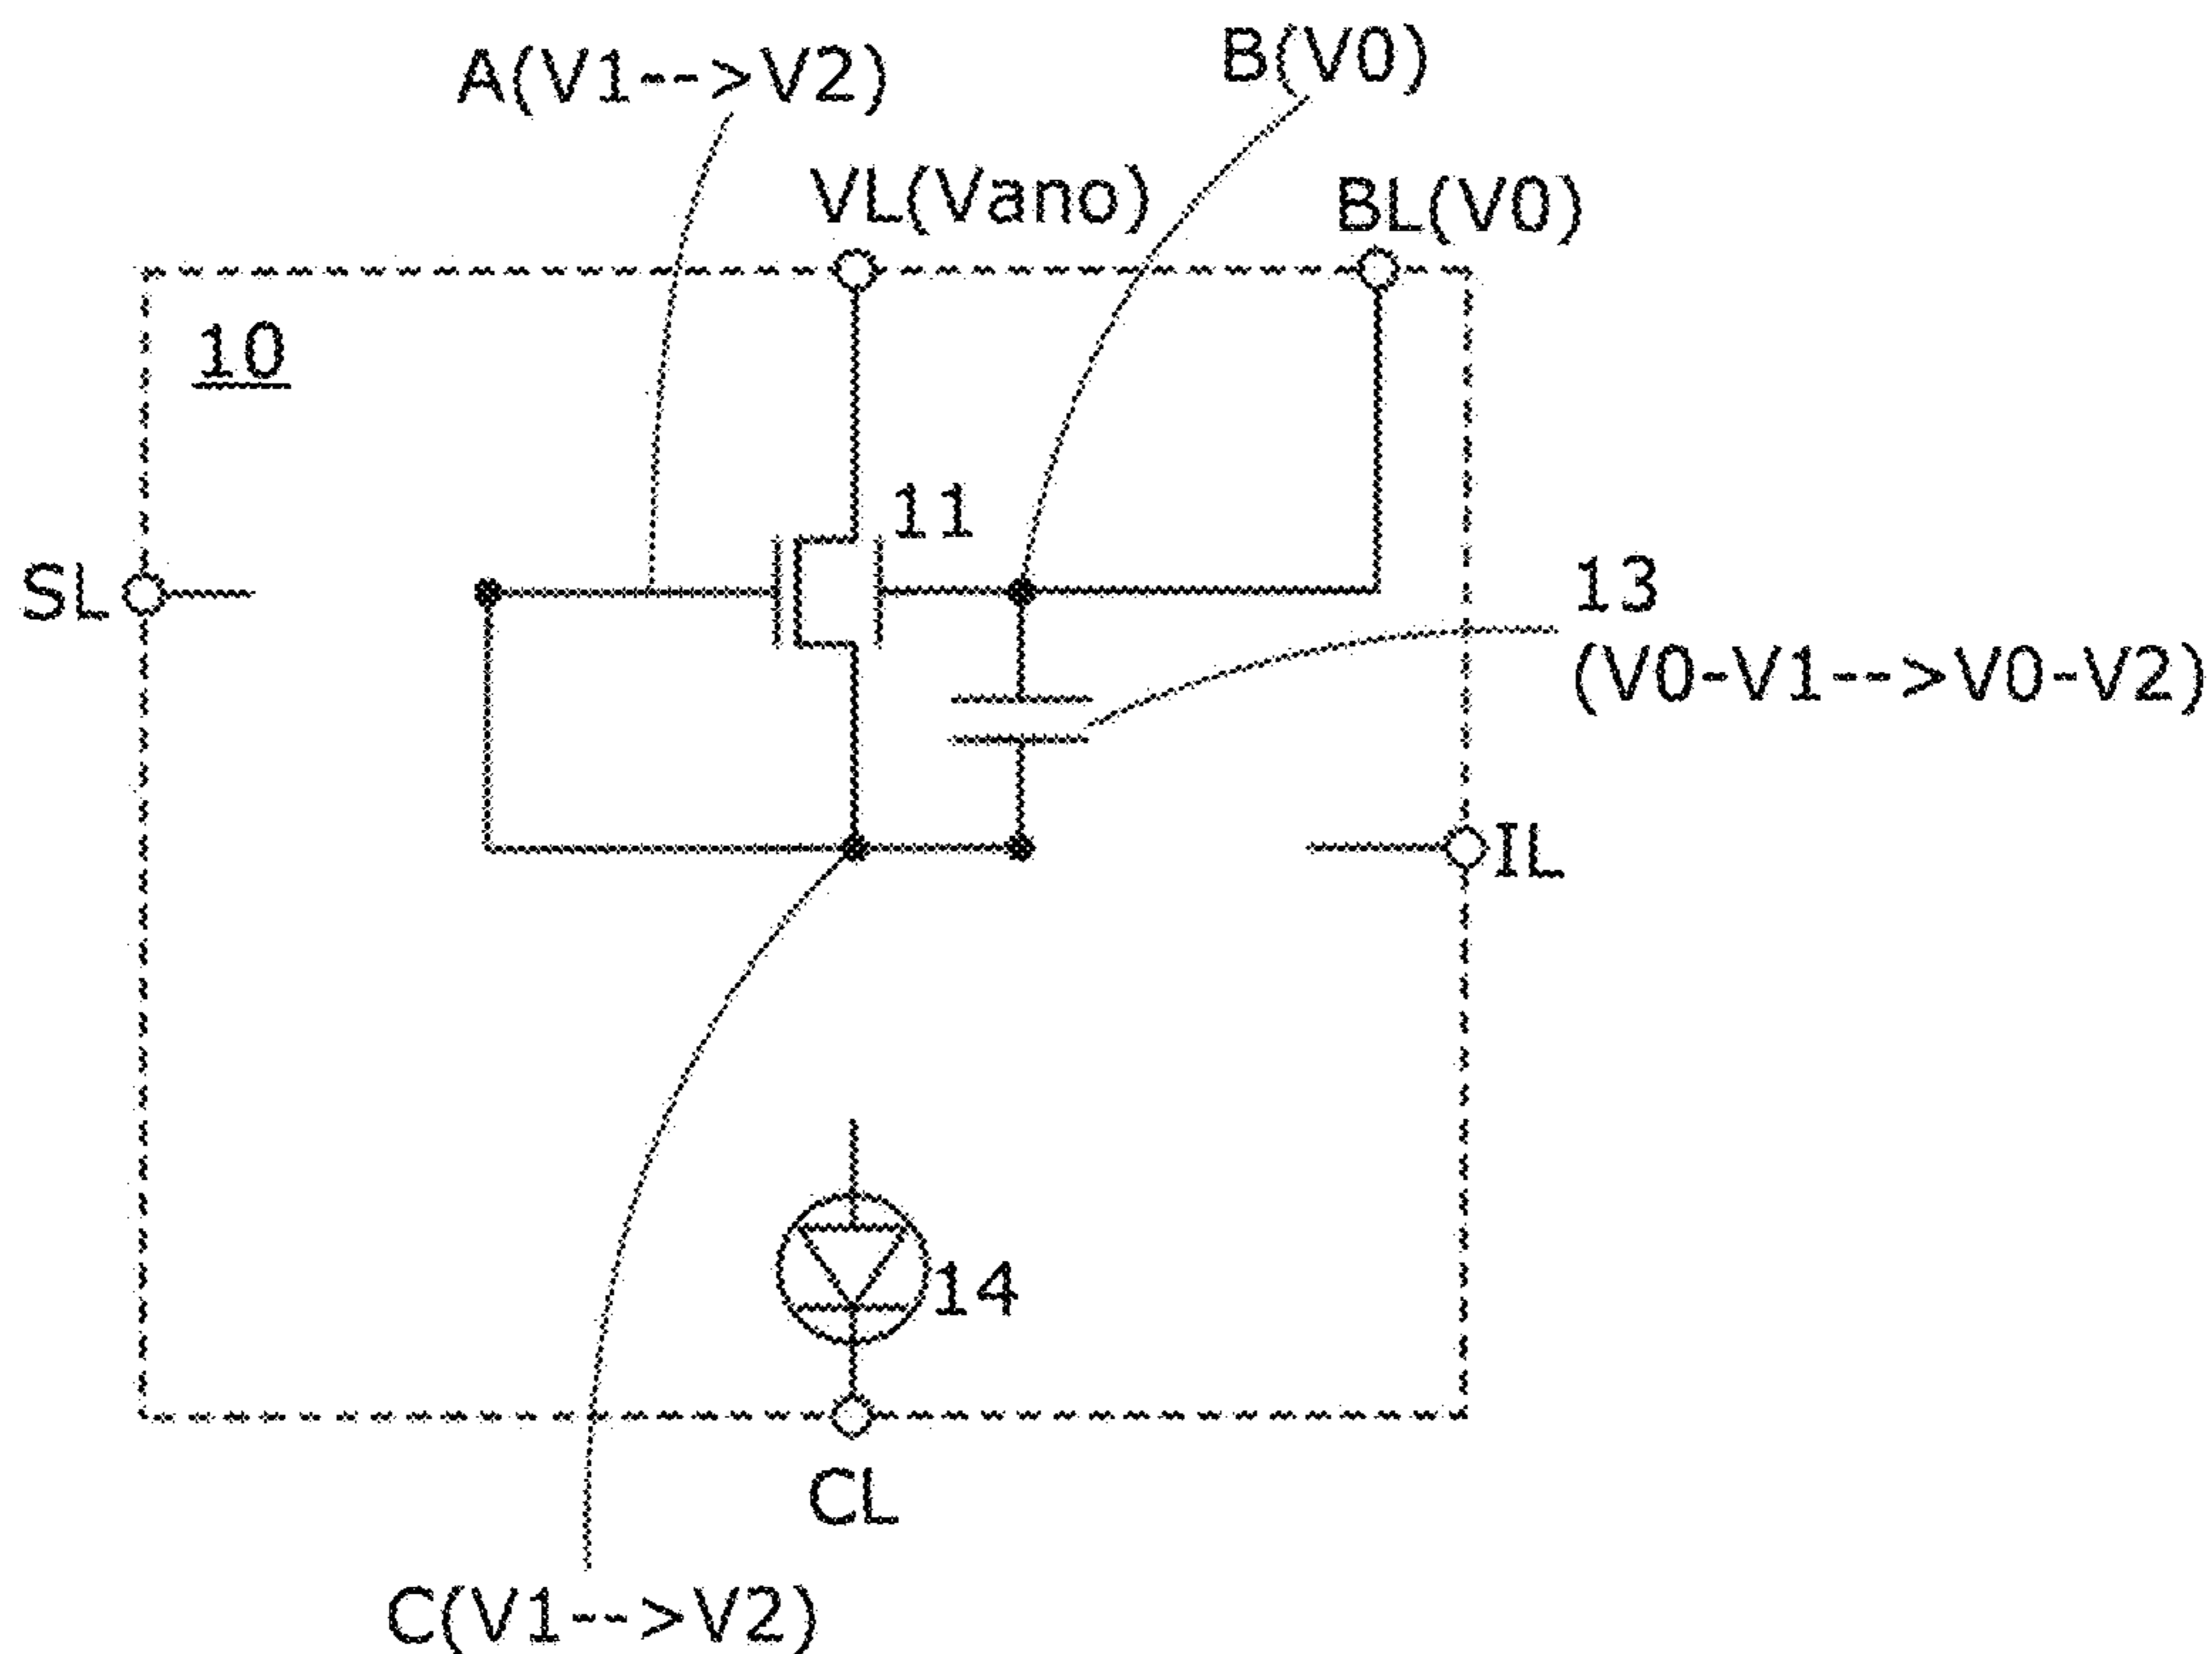 A(V1-->V2)
B(V0)
VL(Vano)
BL(V0)
10
11
SL
13
(V0-V1-->V0-V2)
IL
14
CL
C(V1-->V2)